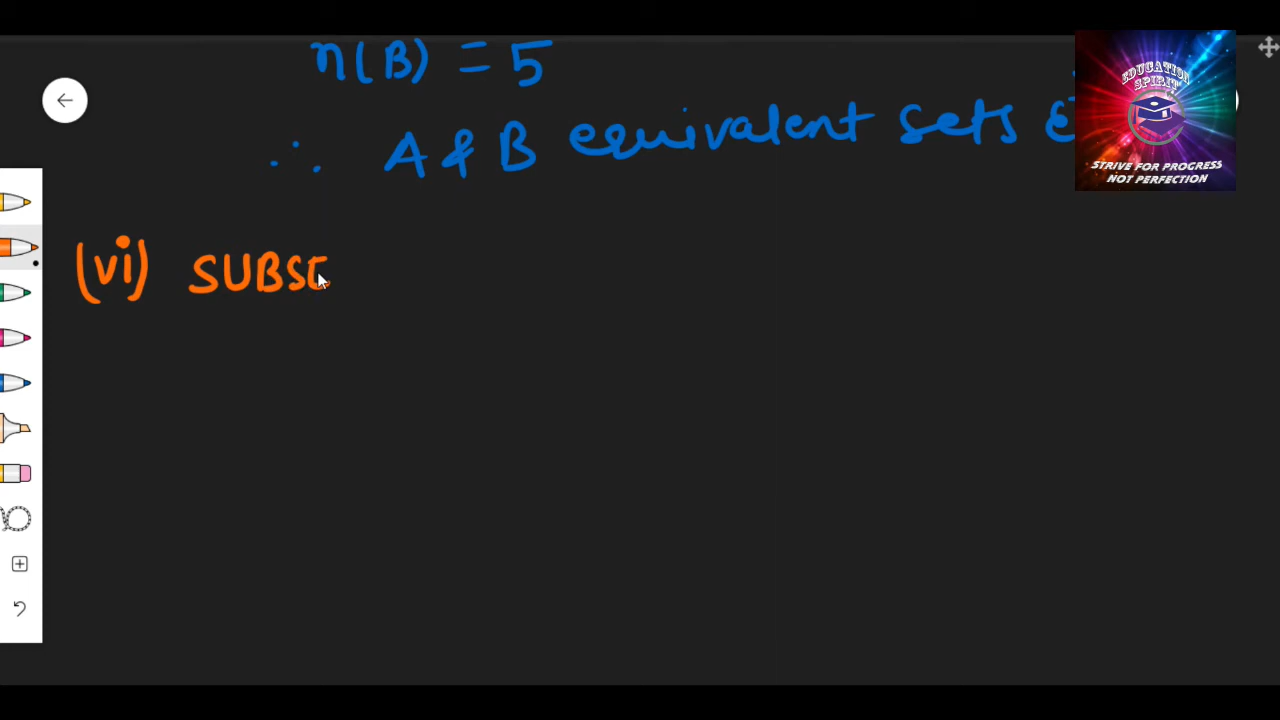 n(B) = 5
∴ A & B equivalent sets
(vi) SUBSE
EDUCATION
SPIRIT
STRIVE FOR PROGRESS
NOT PERFECTION